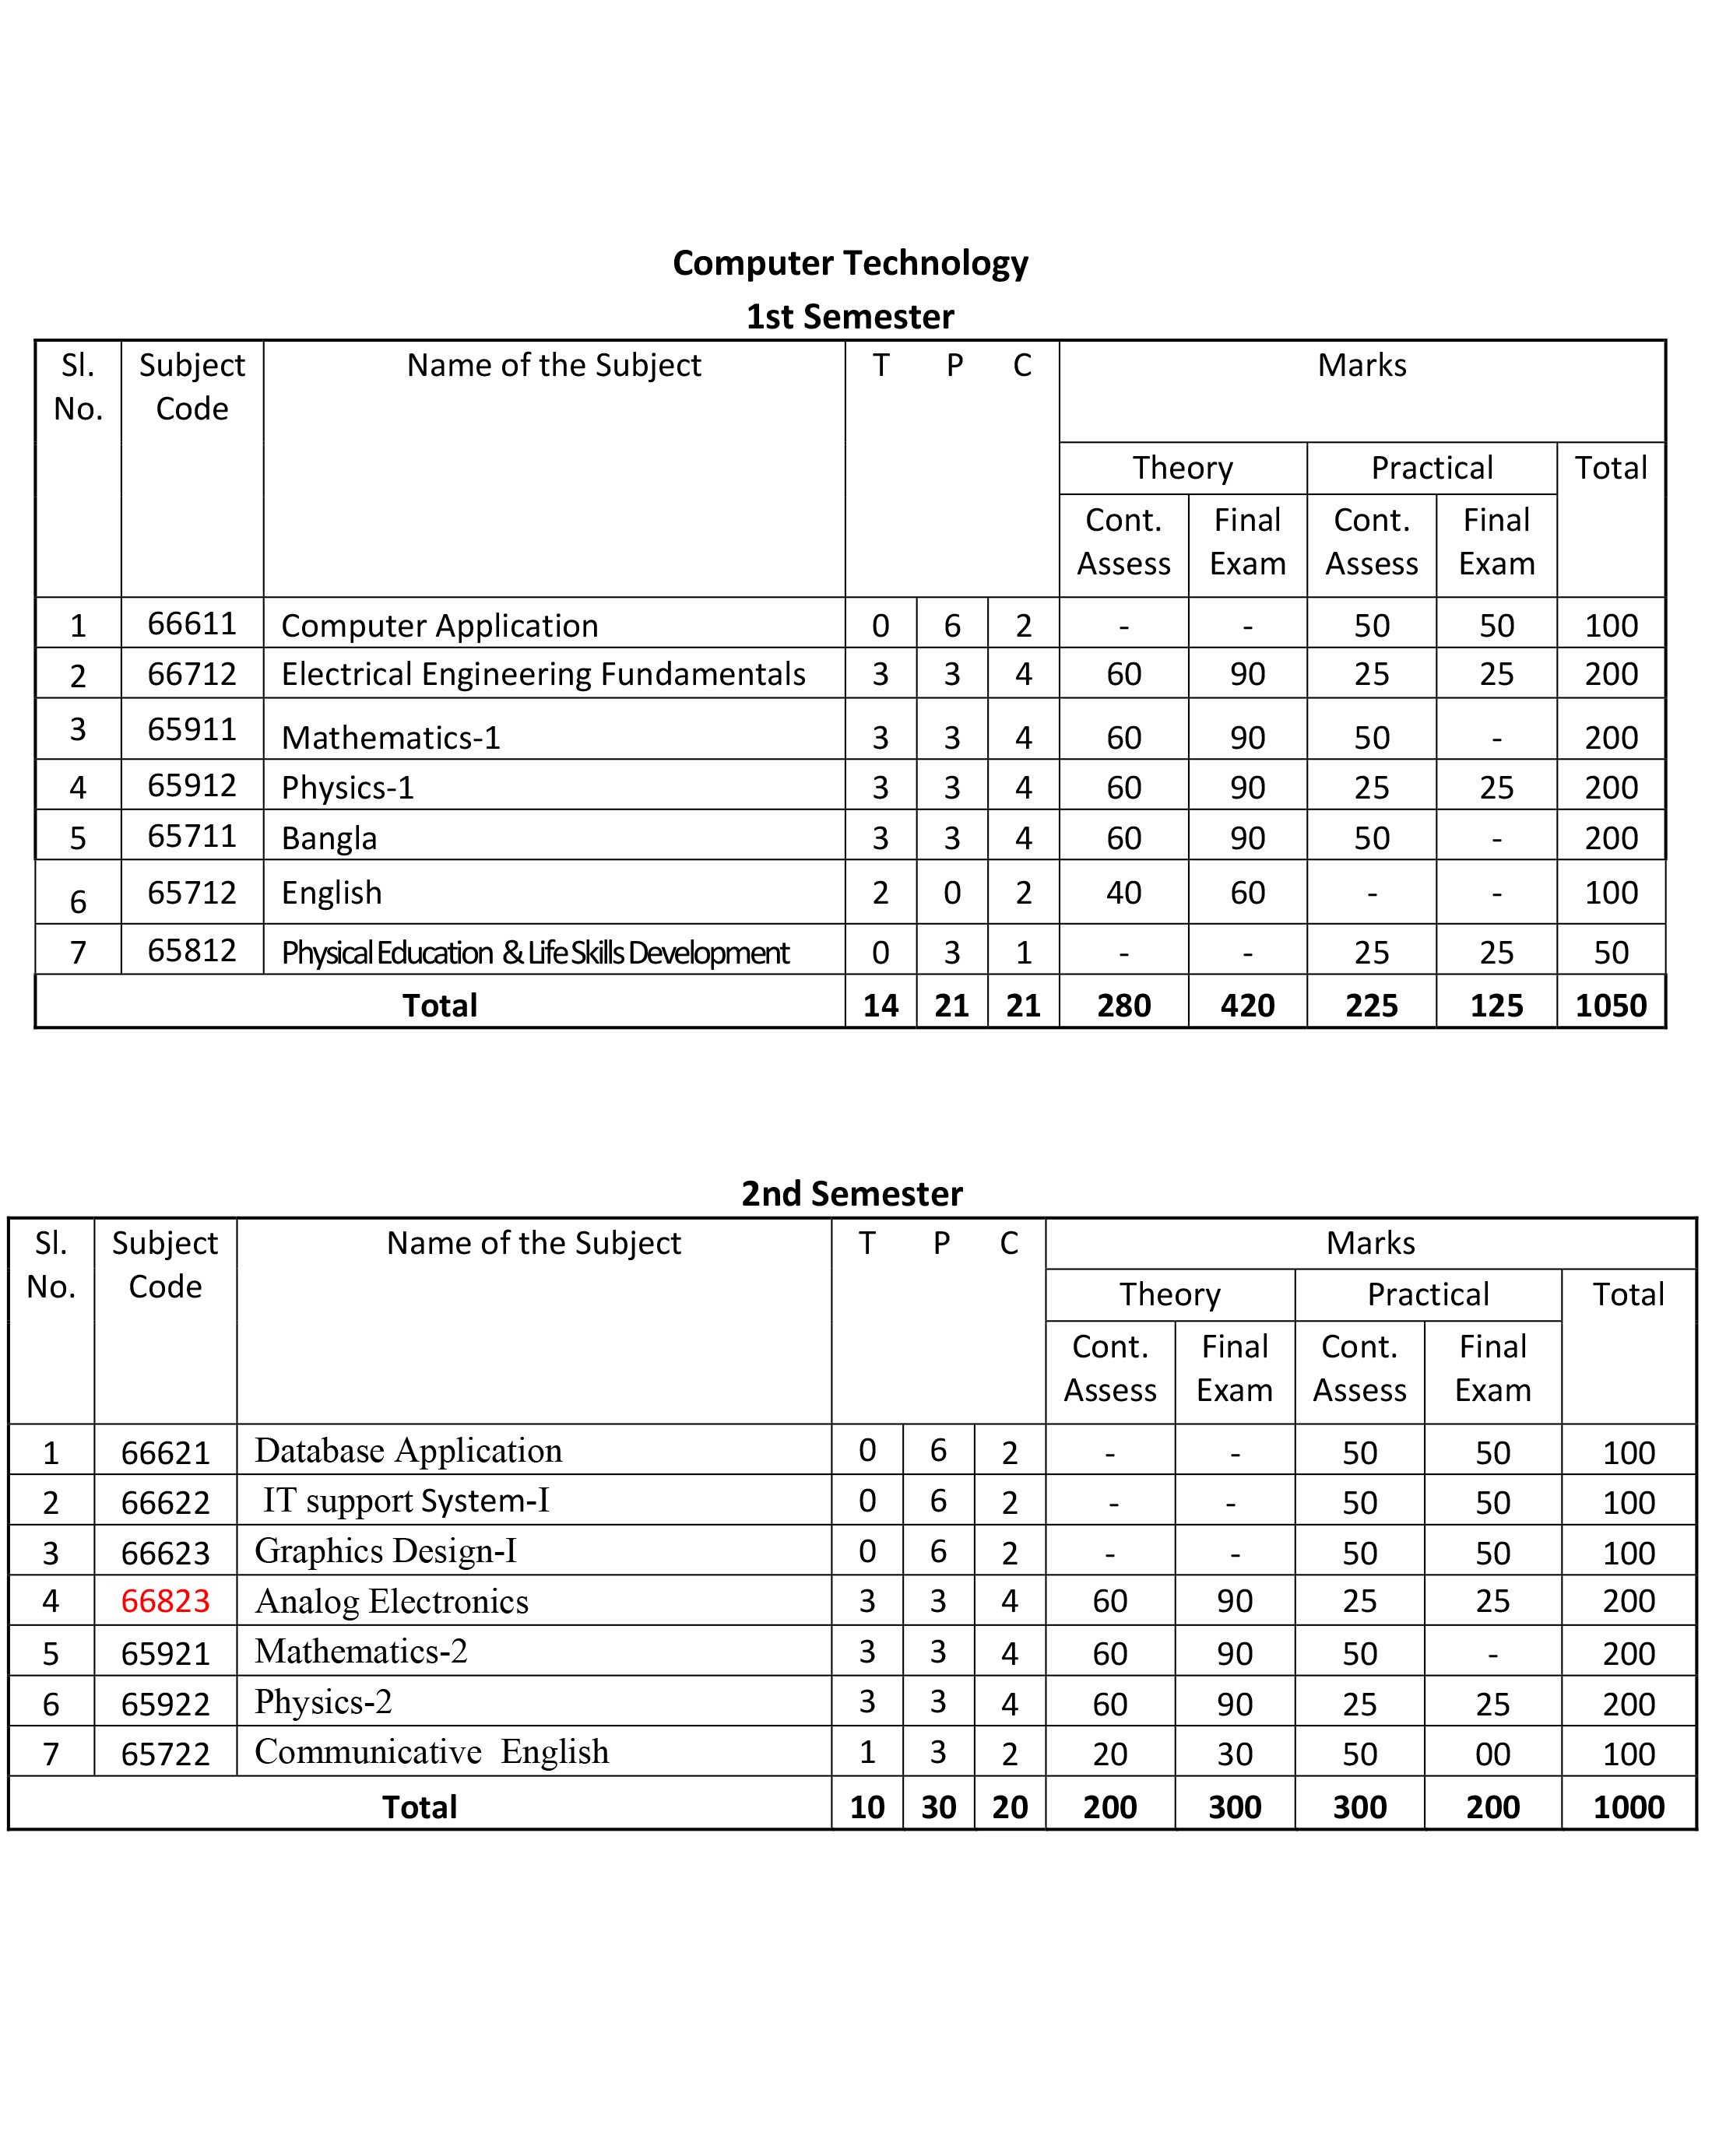 Computer Technology
1st Semester
Sl. Subject Name of the Subject T P C Marks
No. Code
Theory Practical Total
Cont. Final Cont. Final
Assess Exam Assess Exam
1 66611 Computer Application 0 6 2 - - 50 50 100
2 66712 Electrical Engineering Fundamentals 3 3 4 60 90 25 25 200
3 65911 Mathematics-1 3 3 4 60 90 50 - 200
4 65912 Physics-1 3 3 4 60 90 25 25 200
5 65711 Bangla 3 3 4 60 90 50 - 200
6 65712 English 2 0 2 40 60 - - 100
7 65812 Physical Education & Life Skills Development 0 3 1 - - 25 25 50
Total 14 21 21 280 420 225 125 1050
2nd Semester
Sl. Subject Name of the Subject T P C Marks
No. Code
Theory Practical Total
Cont. Final Cont. Final
Assess Exam Assess Exam
1 66621 Database Application 0 6 2 - - 50 50 100
2 66622 IT support System-I 0 6 2 - - 50 50 100
3 66623 Graphics Design-I 0 6 2 - - 50 50 100
4 66823 Analog Electronics 3 3 4 60 90 25 25 200
5 65921 Mathematics-2 3 3 4 60 90 50 - 200
6 65922 Physics-2 3 3 4 60 90 25 25 200
7 65722 Communicative English 1 3 2 20 30 50 00 100
Total 10 30 20 200 300 300 200 1000